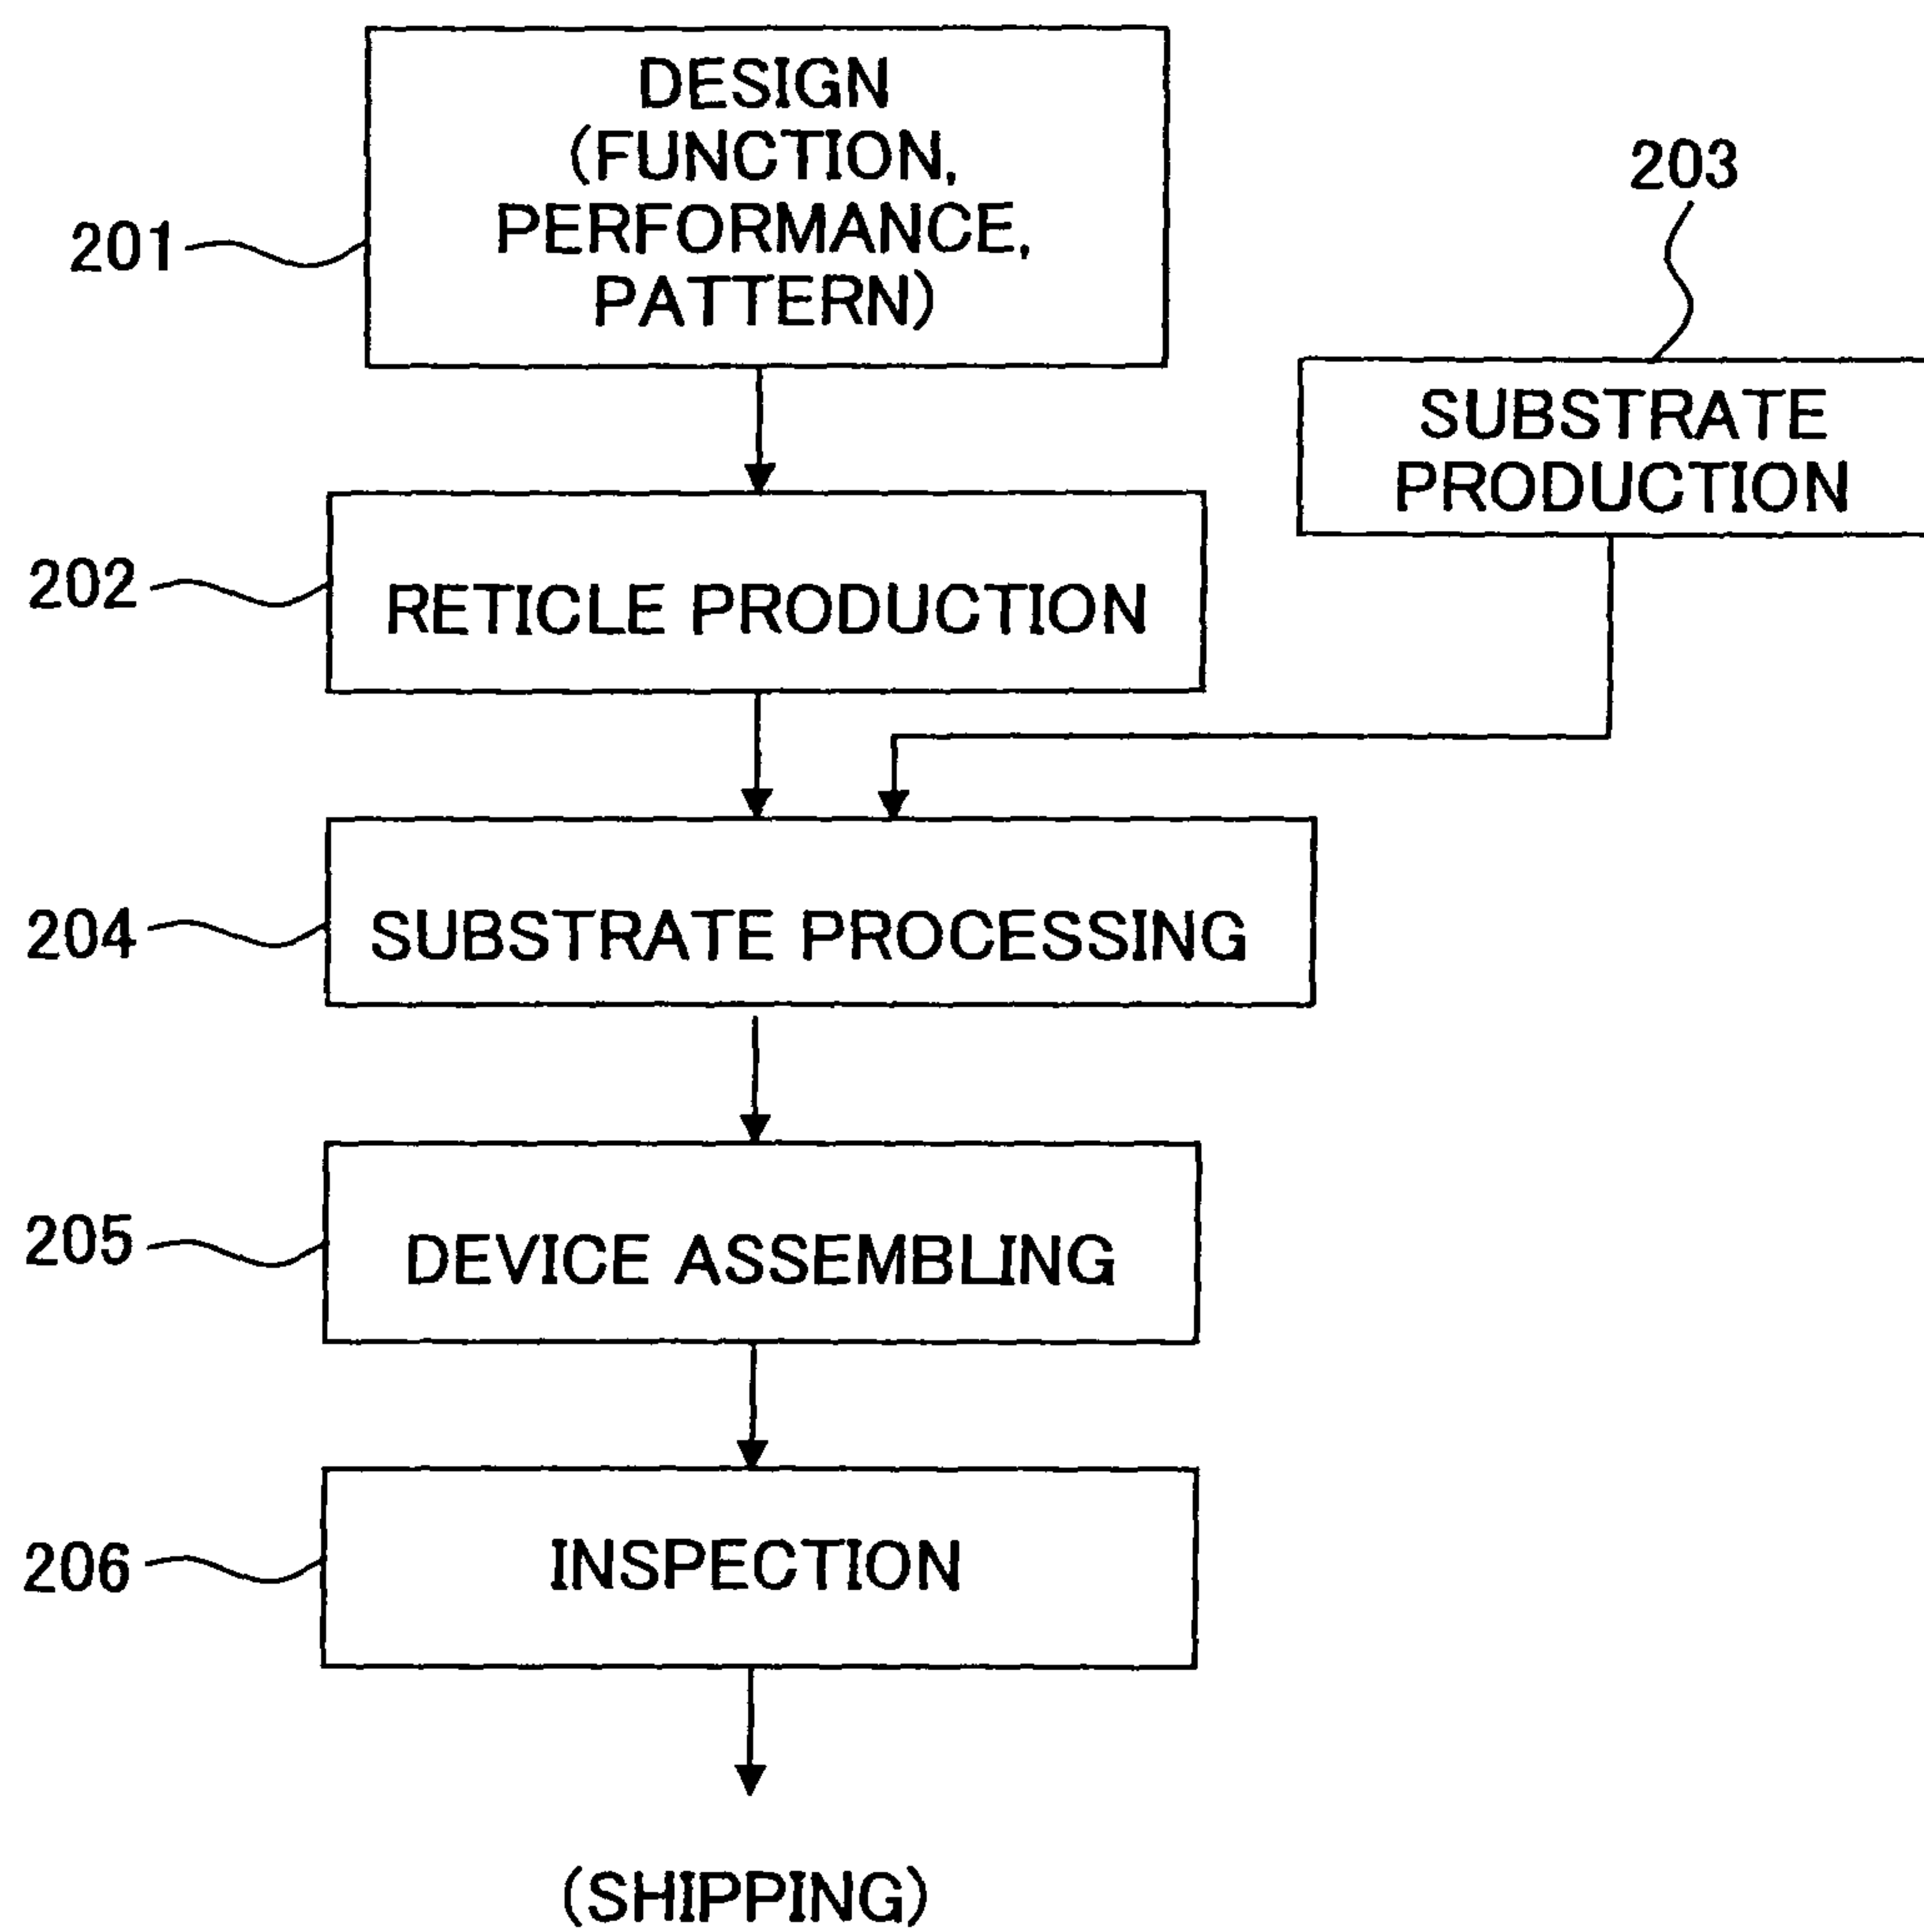 DESIGN
(FUNCTION,
PERFORMANCE,
PATTERN)
201
203
SUBSTRATE
PRODUCTION
202
RETICLE PRODUCTION
204
SUBSTRATE PROCESSING
205
DEVICE ASSEMBLING
206
INSPECTION
(SHIPPING)